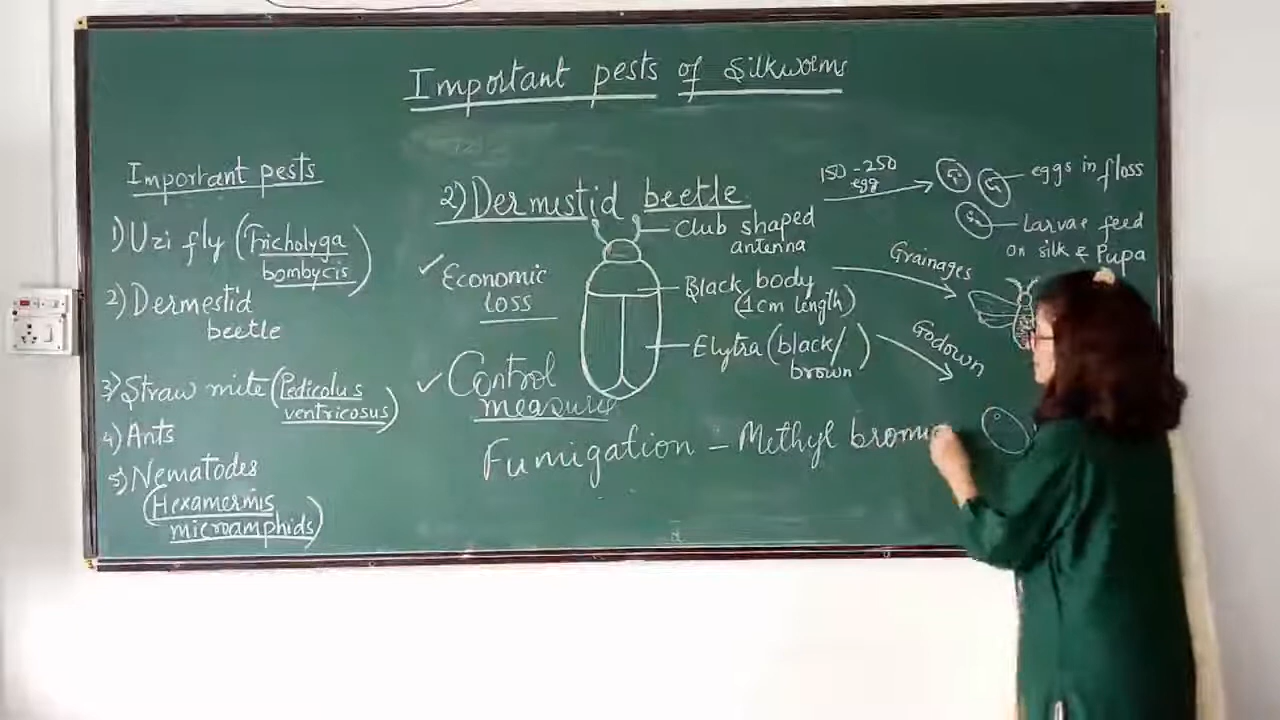 Important pests of Silkworms
Important pests
1) Uzi fly (Tricholyga
bombycis)
2) Dermestid
beetle
3) Straw mite (Pedicolus
ventricosus)
4) Ants
5) Nematodes
(Hexamermis
microamphids)
2) Dermestid beetle
Club shaped
antenna
Black body
(1cm length)
Elytra (black/
brown)
✓ Economic
loss
✓ Control
measure
Fumigation - Methyl bromi
150-250
egg
eggs in floss
Larvae feed
on silk & Pupa
Grainages
Godown